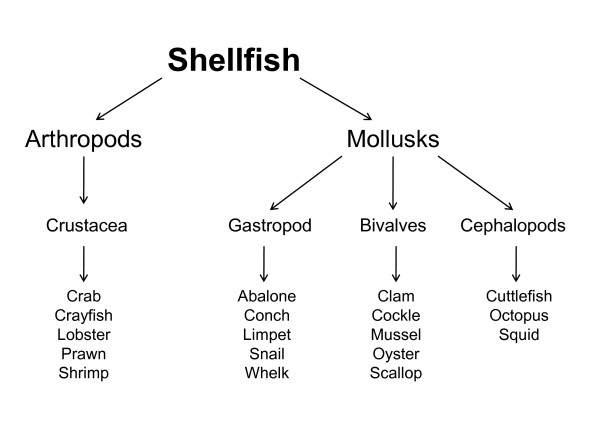 Shellfish
Arthropods
Mollusks
Crustacea
Gastropod
Bivalves
Cephalopods
Crab
Crayfish
Lobster
Prawn
Shrimp
Abalone
Conch
Limpet
Snail
Whelk
Clam
Cockle
Mussel
Oyster
Scallop
Cuttlefish
Octopus
Squid